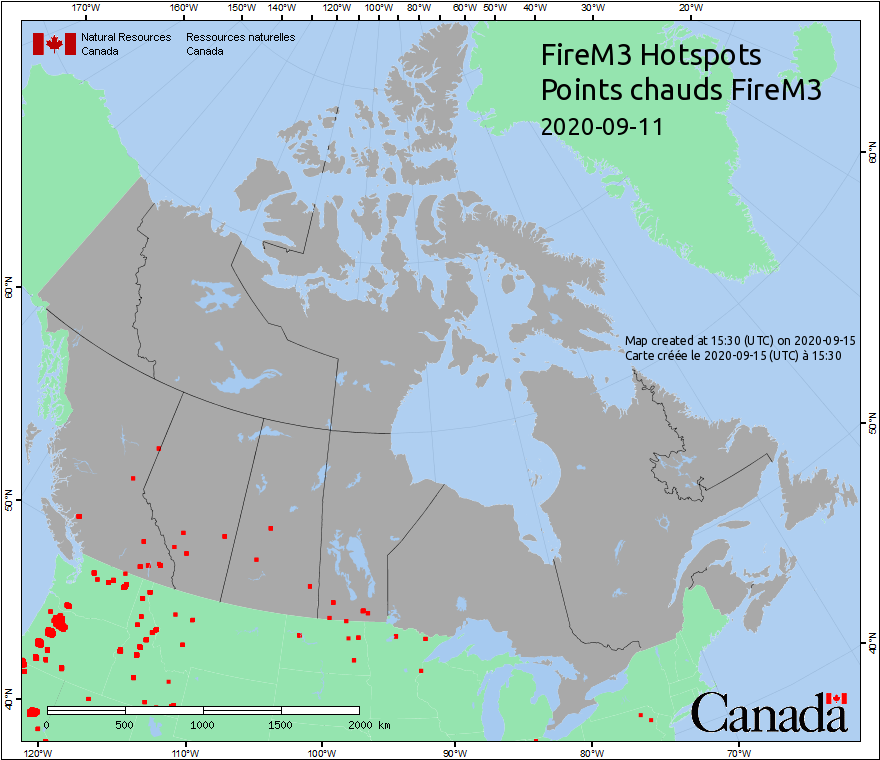 170°W 160°W 150°W 140°W 130°W 120°W 110°W 100°W 90°W 80°W 60°W 60°W 50°W 40°W 30°W 20°W
Natural Resources Canada
Ressources naturelles Canada
FireM3 Hotspots
Points chauds FireM3
2020-09-11
60°N
60°N
Map created at 15:30 (UTC) on 2020-09-15
Carte créée le 2020-09-15 (UTC) à 15:30
50°N
50°N
40°N
40°N
Canada
0 500 1000 1500 2000 km
120°W 110°W 100°W 90°W 80°W 70°W